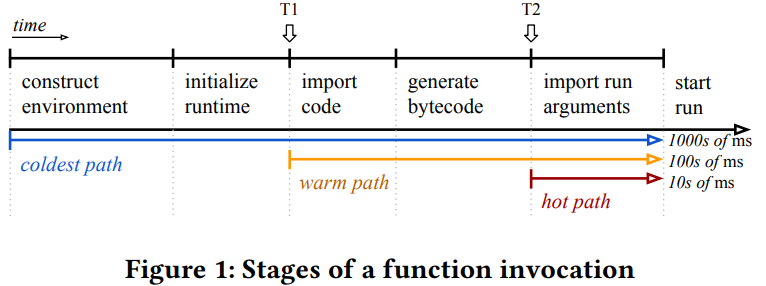 time
T1
T2
construct
environment
initialize
runtime
import
code
generate
bytecode
import run
arguments
start
run
coldest path
1000s of ms
warm path
100s of ms
hot path
10s of ms
Figure 1: Stages of a function invocation